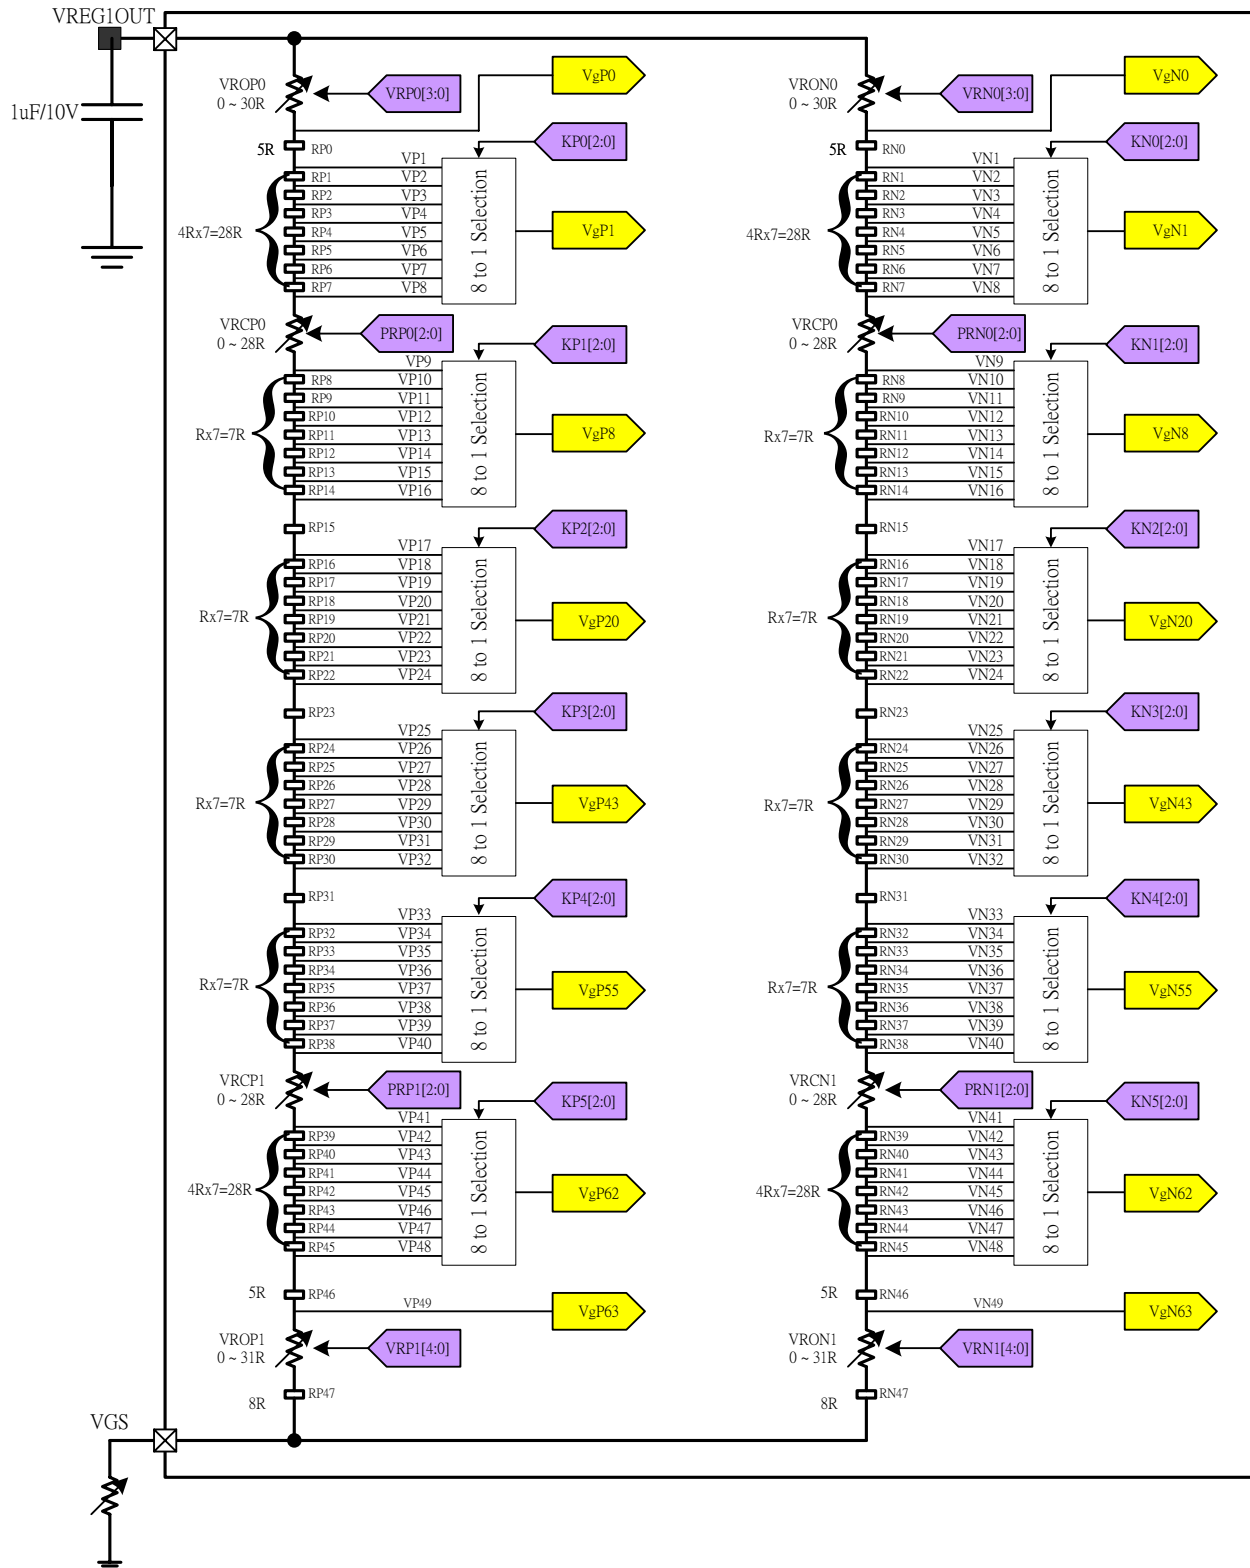 VREG1OUT
1uF/10V
VROP0
0 ~ 30R
VRP0[3:0]
VgP0
5R
RP0
KP0[2:0]
VP1
RP1
VP2
RP2
VP3
RP3
VP4
4Rx7=28R
RP4
VP5
RP5
VP6
RP6
VP7
RP7
VP8
8 to 1 Selection
VgP1
VRCP0
0 ~ 28R
PRP0[2:0]
KP1[2:0]
VP9
RP8
VP10
RP9
VP11
RP10
VP12
Rx7=7R
RP11
VP13
RP12
VP14
RP13
VP15
RP14
VP16
8 to 1 Selection
VgP8
RP15
KP2[2:0]
VP17
RP16
VP18
RP17
VP19
RP18
VP20
Rx7=7R
RP19
VP21
RP20
VP22
RP21
VP23
RP22
VP24
8 to 1 Selection
VgP20
RP23
KP3[2:0]
VP25
RP24
VP26
RP25
VP27
RP26
VP28
Rx7=7R
RP27
VP29
RP28
VP30
RP29
VP31
RP30
VP32
8 to 1 Selection
VgP43
RP31
KP4[2:0]
VP33
RP32
VP34
RP33
VP35
RP34
VP36
Rx7=7R
RP35
VP37
RP36
VP38
RP37
VP39
RP38
VP40
8 to 1 Selection
VgP55
VRCP1
0 ~ 28R
PRP1[2:0]
KP5[2:0]
VP41
RP39
VP42
RP40
VP43
RP41
VP44
4Rx7=28R
RP42
VP45
RP43
VP46
RP44
VP47
RP45
VP48
8 to 1 Selection
VgP62
5R
RP46
VP49
VgP63
VROP1
0 ~ 31R
VRP1[4:0]
RP47
8R
VRON0
0 ~ 30R
VRN0[3:0]
VgN0
5R
RN0
KN0[2:0]
VN1
RN1
VN2
RN2
VN3
RN3
VN4
4Rx7=28R
RN4
VN5
RN5
VN6
RN6
VN7
RN7
VN8
8 to 1 Selection
VgN1
VRCP0
0 ~ 28R
PRN0[2:0]
KN1[2:0]
VN9
RN8
VN10
RN9
VN11
RN10
VN12
Rx7=7R
RN11
VN13
RN12
VN14
RN13
VN15
RN14
VN16
8 to 1 Selection
VgN8
RN15
KN2[2:0]
VN17
RN16
VN18
RN17
VN19
RN18
VN20
Rx7=7R
RN19
VN21
RN20
VN22
RN21
VN23
RN22
VN24
8 to 1 Selection
VgN20
RN23
KN3[2:0]
VN25
RN24
VN26
RN25
VN27
RN26
VN28
Rx7=7R
RN27
VN29
RN28
VN30
RN29
VN31
RN30
VN32
8 to 1 Selection
VgN43
RN31
KN4[2:0]
VN33
RN32
VN34
RN33
VN35
RN34
VN36
Rx7=7R
RN35
VN37
RN36
VN38
RN37
VN39
RN38
VN40
8 to 1 Selection
VgN55
VRCN1
0 ~ 28R
PRN1[2:0]
KN5[2:0]
VN41
RN39
VN42
RN40
VN43
RN41
VN44
4Rx7=28R
RN42
VN45
RN43
VN46
RN44
VN47
RN45
VN48
8 to 1 Selection
VgN62
5R
RN46
VN49
VgN63
VRON1
0 ~ 31R
VRN1[4:0]
RN47
8R
VGS